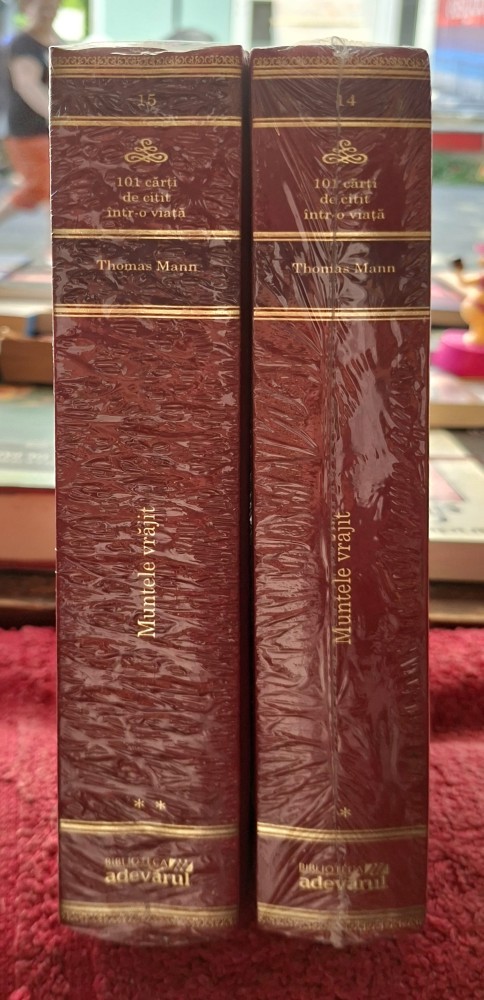 15
101 cărți
de citit
într-o viață
Thomas Mann
Muntele vrăjit
* *
BIBLIOTECA
adevărul
14
101 cărți
de citit
într-o viață
Thomas Mann
Muntele vrăjit
*
BIBLIOTECA
adevărul